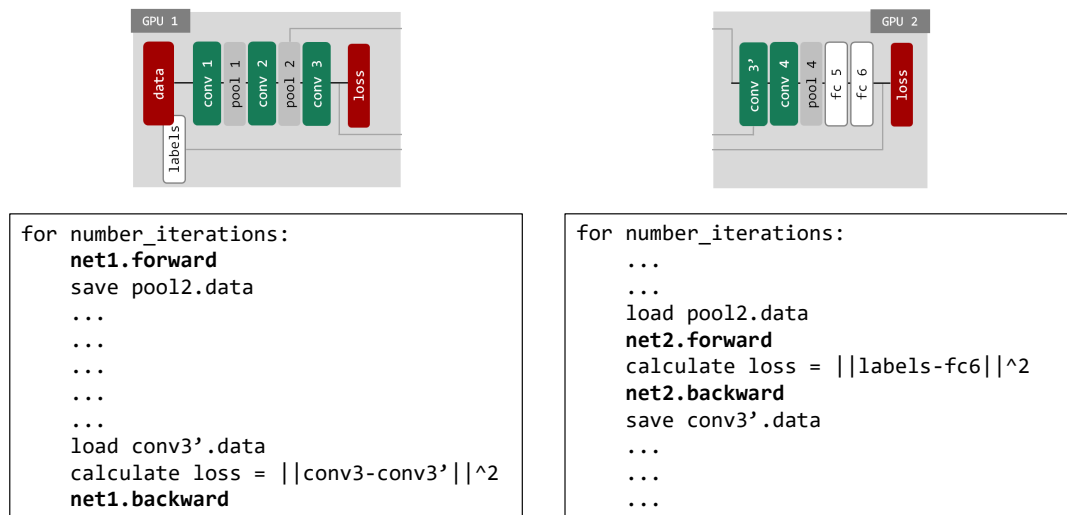 GPU 1
data
labels
conv 1
pool 1
conv 2
pool 2
conv 3
loss
GPU 2
conv 3’
conv 4
pool 4
fc 5
fc 6
loss
for number_iterations:
net1.forward
save pool2.data
...
...
...
...
...
load conv3’.data
calculate loss = ||conv3-conv3’||^2
net1.backward
for number_iterations:
...
...
load pool2.data
net2.forward
calculate loss = ||labels-fc6||^2
net2.backward
save conv3’.data
...
...
...